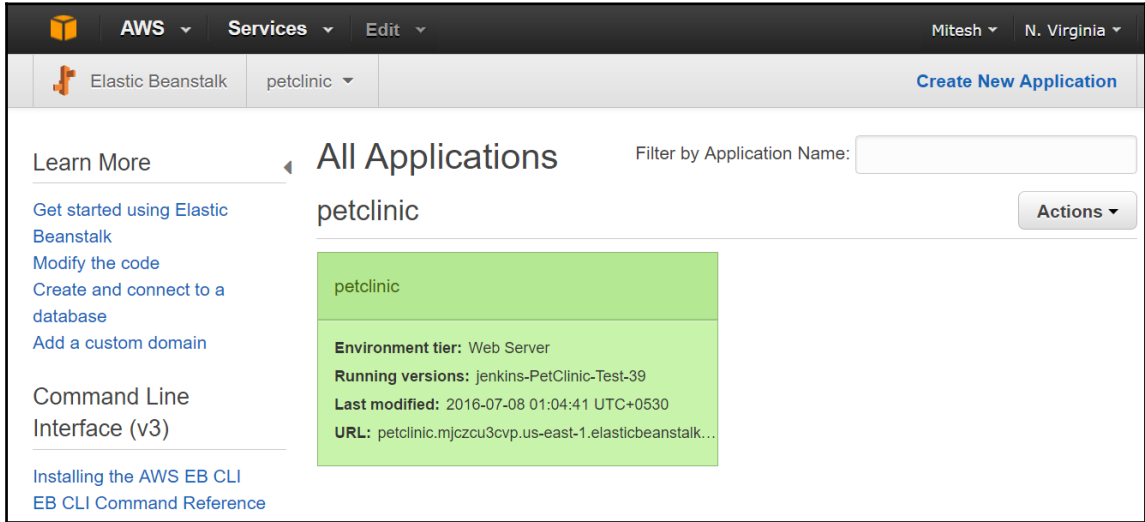 AWS Services Edit Mitesh N. Virginia
Elastic Beanstalk petclinic Create New Application
Learn More
Get started using Elastic
Beanstalk
Modify the code
Create and connect to a
database
Add a custom domain
Command Line
Interface (v3)
Installing the AWS EB CLI
EB CLI Command Reference
All Applications Filter by Application Name:
petclinic Actions
petclinic
Environment tier: Web Server
Running versions: jenkins-PetClinic-Test-39
Last modified: 2016-07-08 01:04:41 UTC+0530
URL: petclinic.mjczcu3cvp.us-east-1.elasticbeanstalk...